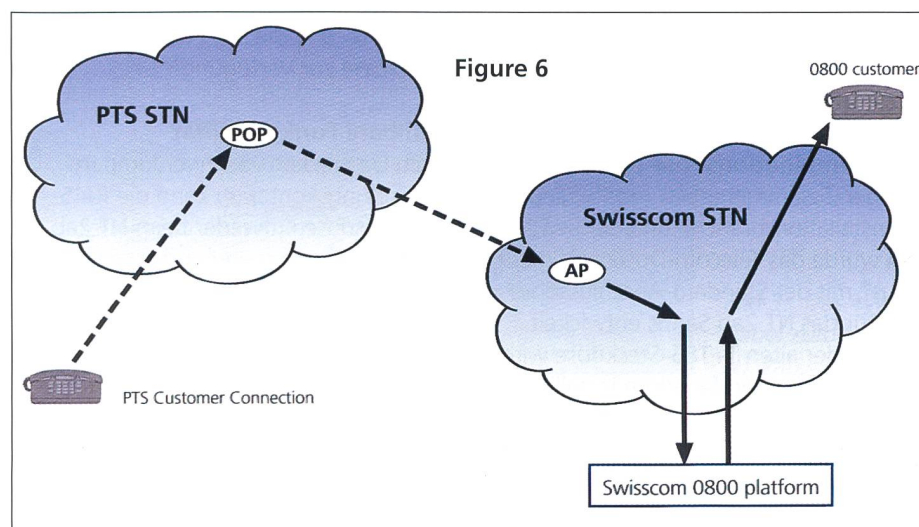 Figure 6
0800 customer
PTS STN
POP
Swisscom STN
AP
PTS Customer Connection
Swisscom 0800 platform